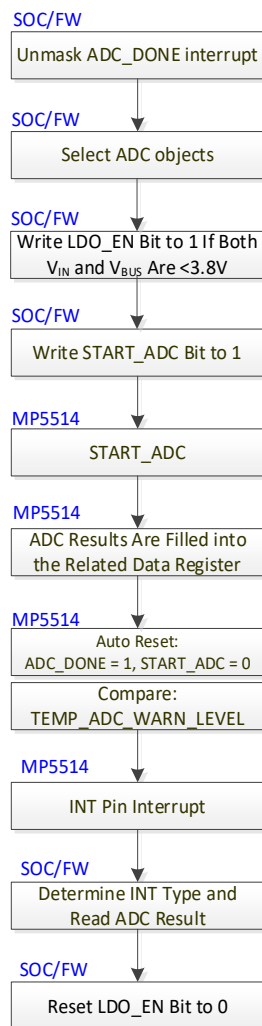 SOC/FW
Unmask ADC_DONE interrupt
SOC/FW
Select ADC objects
SOC/FW
Write LDO_EN Bit to 1 If Both
VIN and VBUS Are <3.8V
SOC/FW
Write START_ADC Bit to 1
MP5514
START_ADC
MP5514
ADC Results Are Filled into
the Related Data Register
MP5514
Auto Reset:
ADC_DONE = 1, START_ADC = 0
Compare:
TEMP_ADC_WARN_LEVEL
MP5514
INT Pin Interrupt
SOC/FW
Determine INT Type and
Read ADC Result
SOC/FW
Reset LDO_EN Bit to 0